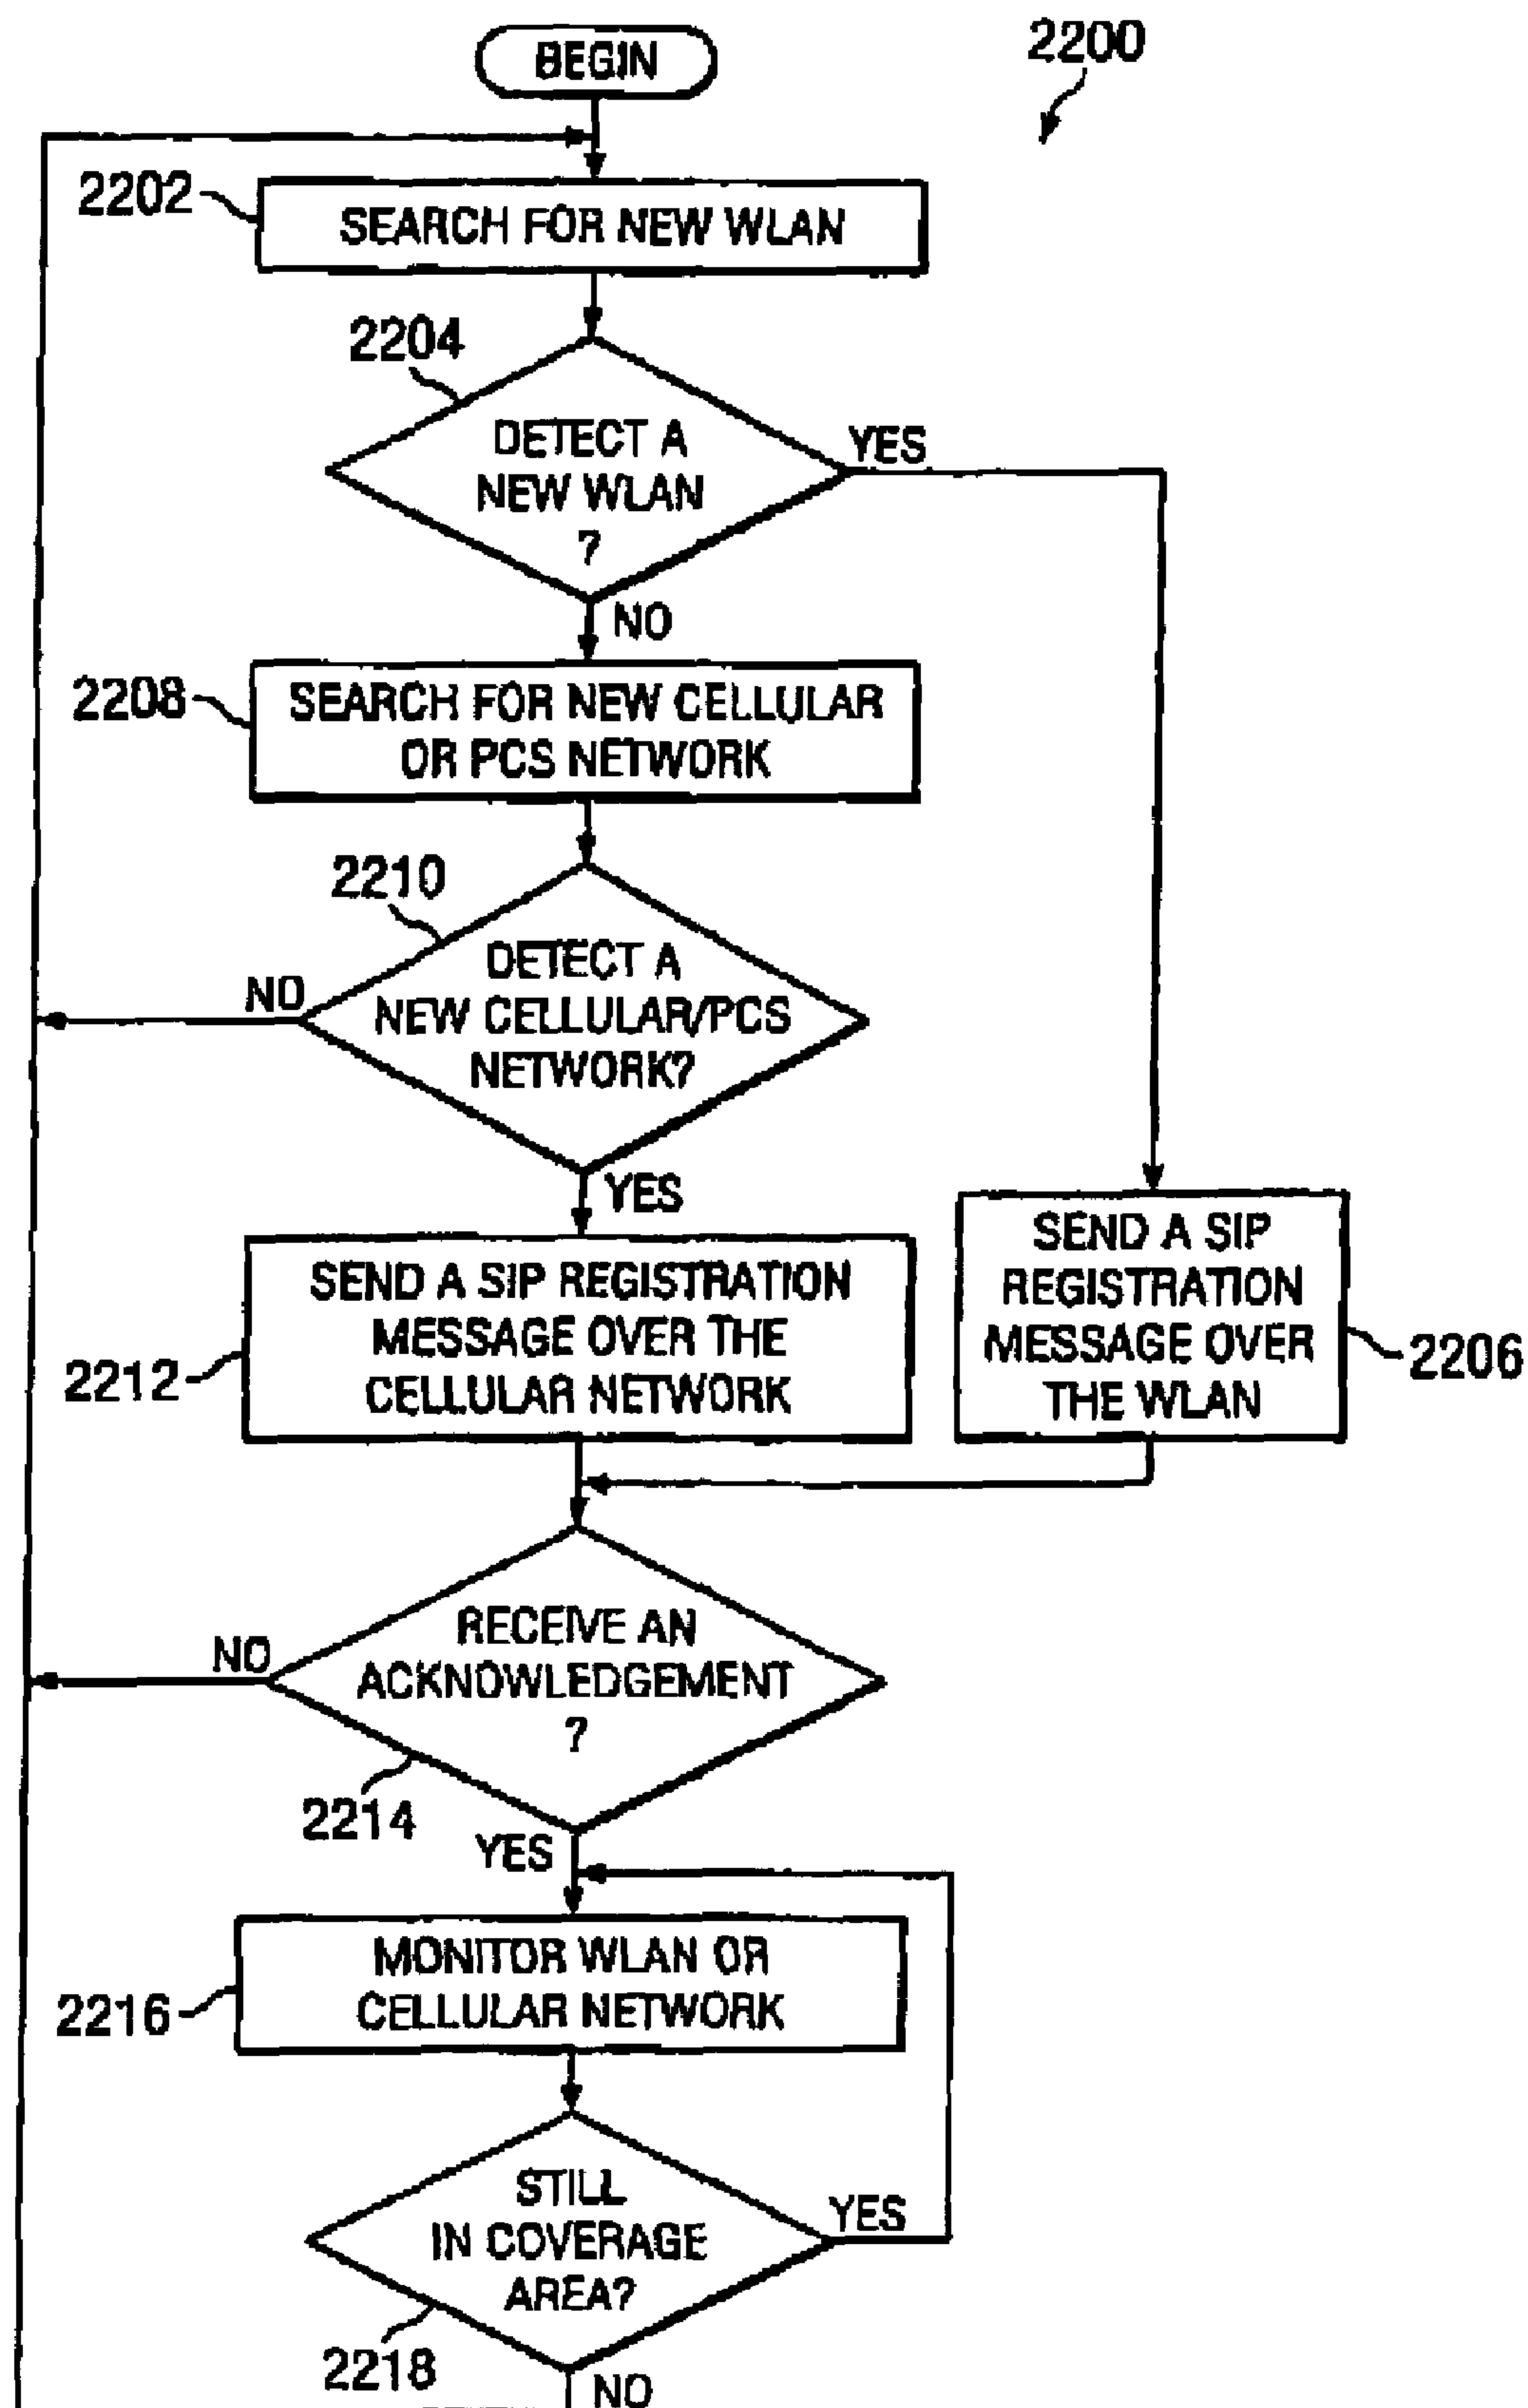 BEGIN
2200
2202
SEARCH FOR NEW WLAN
2204
DETECT A
NEW WLAN
?
YES
NO
2208
SEARCH FOR NEW CELLULAR
OR PCS NETWORK
2210
DETECT A
NEW CELLULAR/PCS
NETWORK?
NO
YES
2212
SEND A SIP REGISTRATION
MESSAGE OVER THE
CELLULAR NETWORK
SEND A SIP
REGISTRATION
MESSAGE OVER
THE WLAN
2206
RECEIVE AN
ACKNOWLEDGEMENT
?
NO
2214
YES
MONITOR WLAN OR
CELLULAR NETWORK
2216
STILL
IN COVERAGE
AREA?
YES
2218
NO